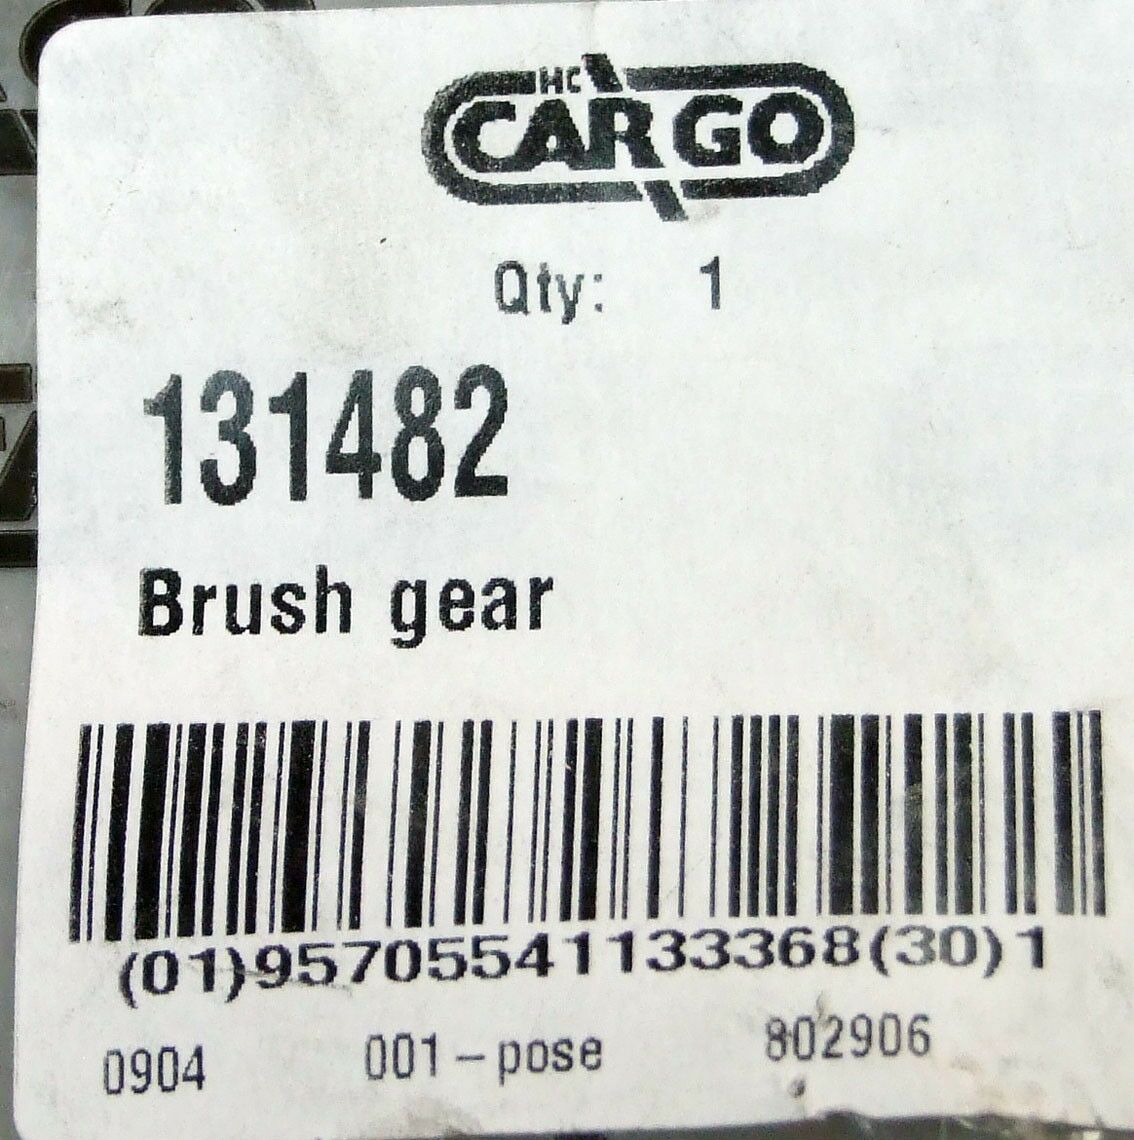 HC
CARGO
Qty: 1
131482
Brush gear
(01)95705541133368(30)1
0904 001-pose 802906